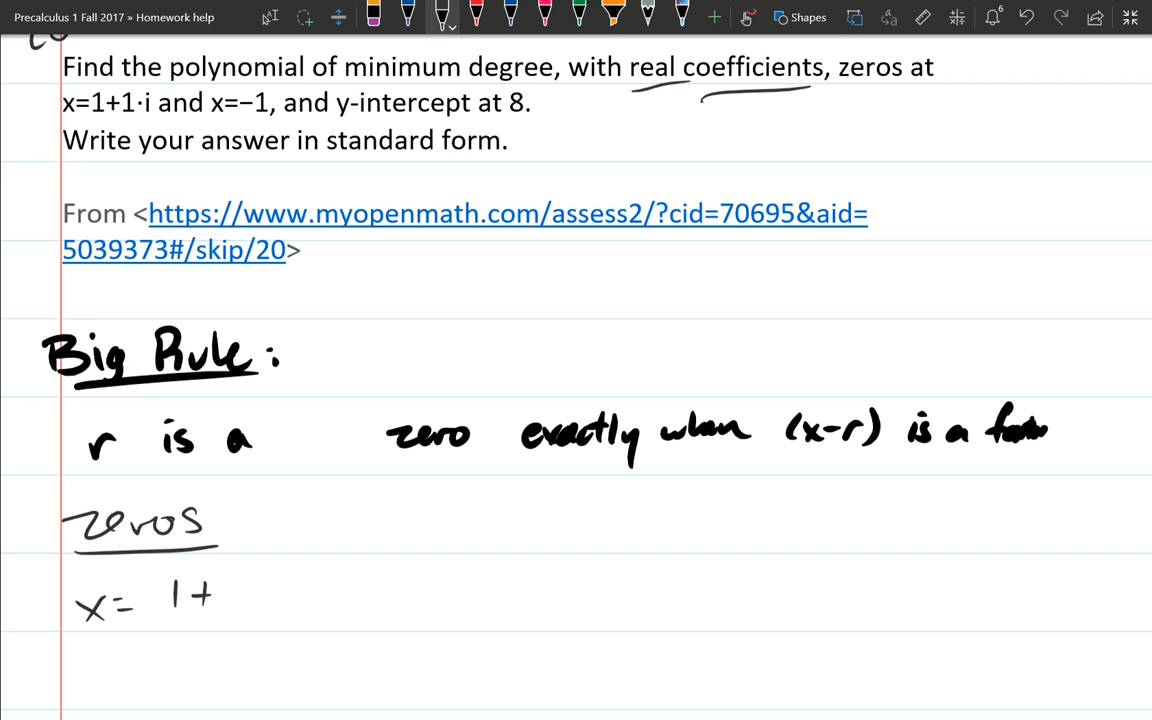 Precalculus 1 Fall 2017 » Homework help
Shapes
6
Find the polynomial of minimum degree, with real coefficients, zeros at
x=1+1·i and x=−1, and y-intercept at 8.
Write your answer in standard form.
From <https://www.myopenmath.com/assess2/?cid=70695&aid=
5039373#/skip/20>
Big Rule:
r is a zero exactly when (x-r) is a
zeros
x= 1+